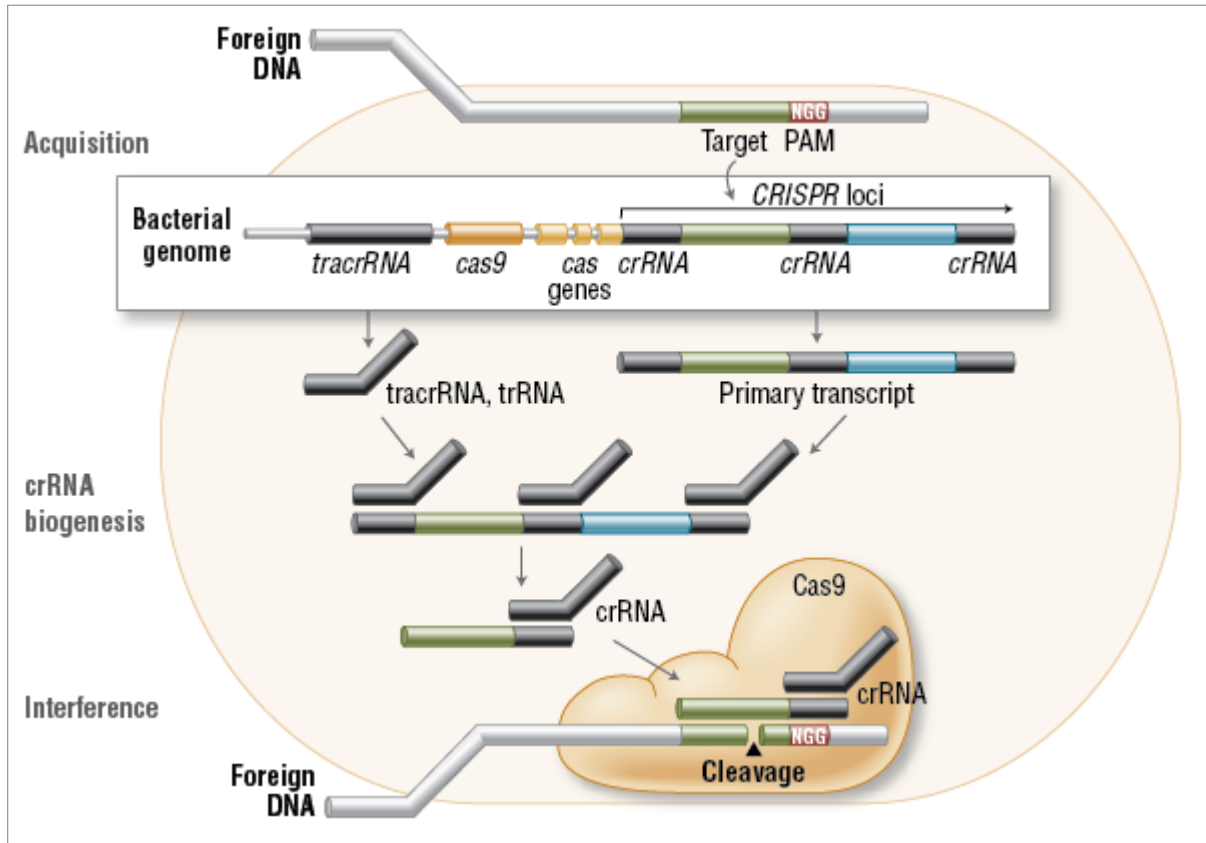 Foreign
DNA
NGG
Acquisition
Target PAM
CRISPR loci
Bacterial
genome
tracrRNA
cas9
cas
genes
crRNA
crRNA
crRNA
tracrRNA, trRNA
Primary transcript
crRNA
biogenesis
Cas9
crRNA
crRNA
Interference
NGG
Cleavage
Foreign
DNA